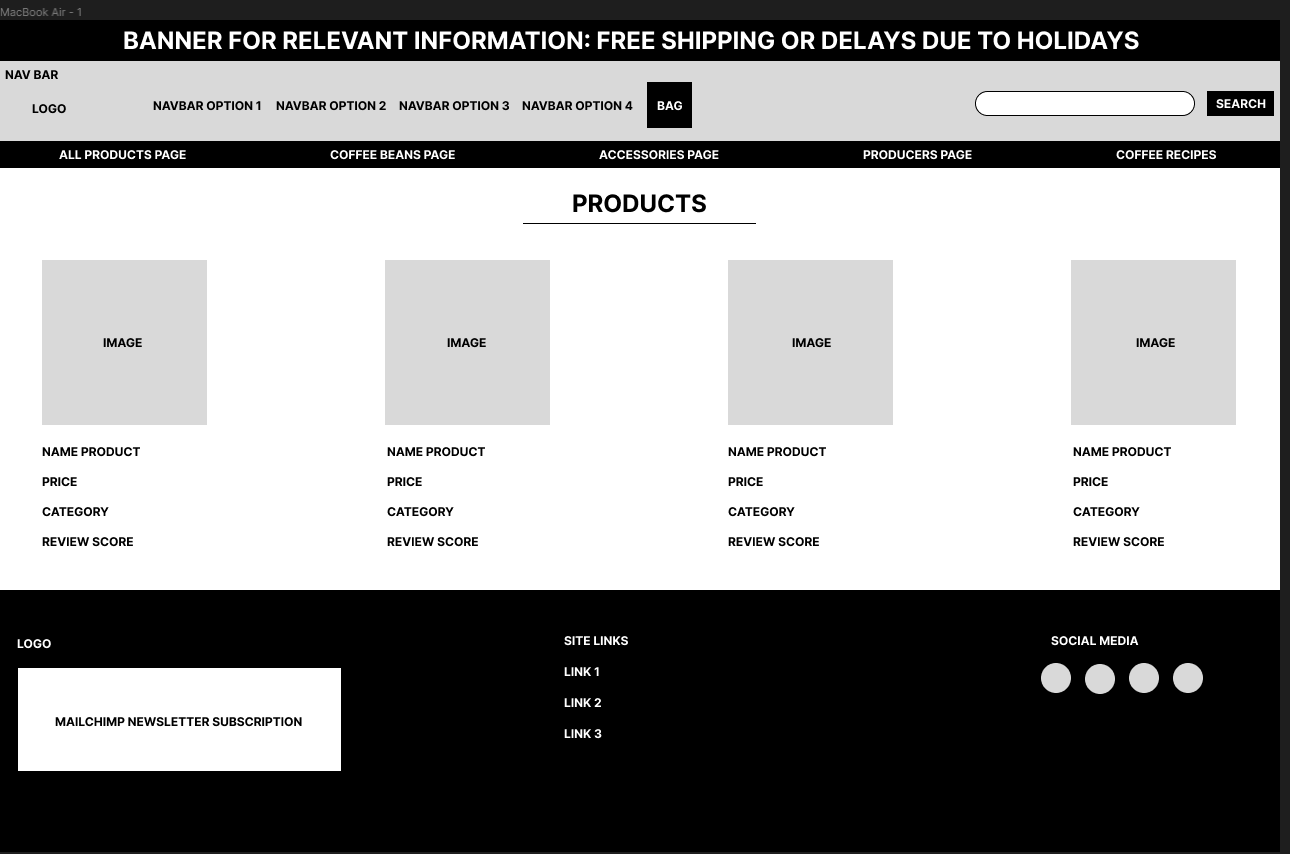 MacBook Air - 1
BANNER FOR RELEVANT INFORMATION: FREE SHIPPING OR DELAYS DUE TO HOLIDAYS
NAV BAR
LOGO NAVBAR OPTION 1 NAVBAR OPTION 2 NAVBAR OPTION 3 NAVBAR OPTION 4 BAG SEARCH
ALL PRODUCTS PAGE COFFEE BEANS PAGE ACCESSORIES PAGE PRODUCERS PAGE COFFEE RECIPES
PRODUCTS
IMAGE IMAGE IMAGE IMAGE
NAME PRODUCT NAME PRODUCT NAME PRODUCT NAME PRODUCT
PRICE PRICE PRICE PRICE
CATEGORY CATEGORY CATEGORY CATEGORY
REVIEW SCORE REVIEW SCORE REVIEW SCORE REVIEW SCORE
LOGO
MAILCHIMP NEWSLETTER SUBSCRIPTION
SITE LINKS
LINK 1
LINK 2
LINK 3
SOCIAL MEDIA